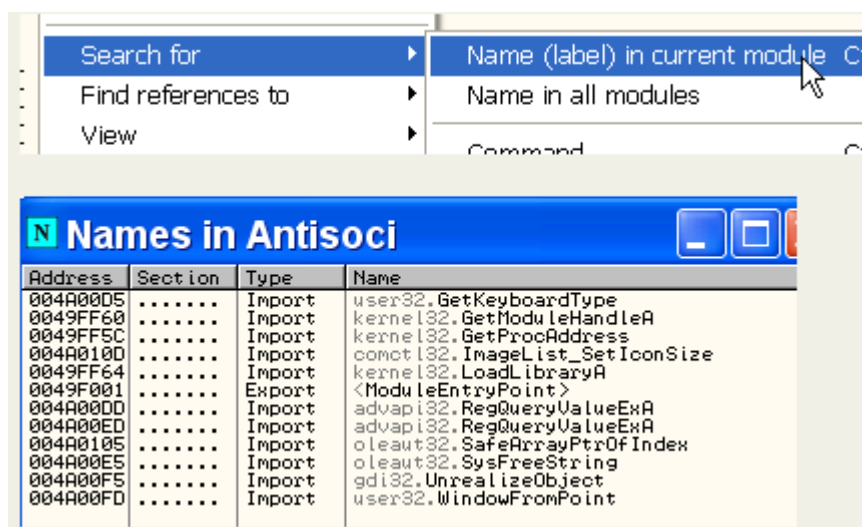 Search for Name (label) in current module
Find references to Name in all modules
View
Command
N Names in Antisoci
Address Section Type Name
004A00D5 ....... Import user32.GetKeyboardType
0049FF60 ....... Import kernel32.GetModuleHandleA
0049FF5C ....... Import kernel32.GetProcAddress
004A010D ....... Import comctl32.ImageList_SetIconSize
0049FF64 ....... Import kernel32.LoadLibraryA
0049F001 ....... Export <ModuleEntryPoint>
004A00DD ....... Import advapi32.RegQueryValueExA
004A00ED ....... Import advapi32.RegQueryValueExA
004A0105 ....... Import oleaut32.SafeArrayPtrOfIndex
004A00E5 ....... Import oleaut32.SysFreeString
004A00F5 ....... Import gdi32.UnrealizeObject
004A00FD ....... Import user32.WindowFromPoint